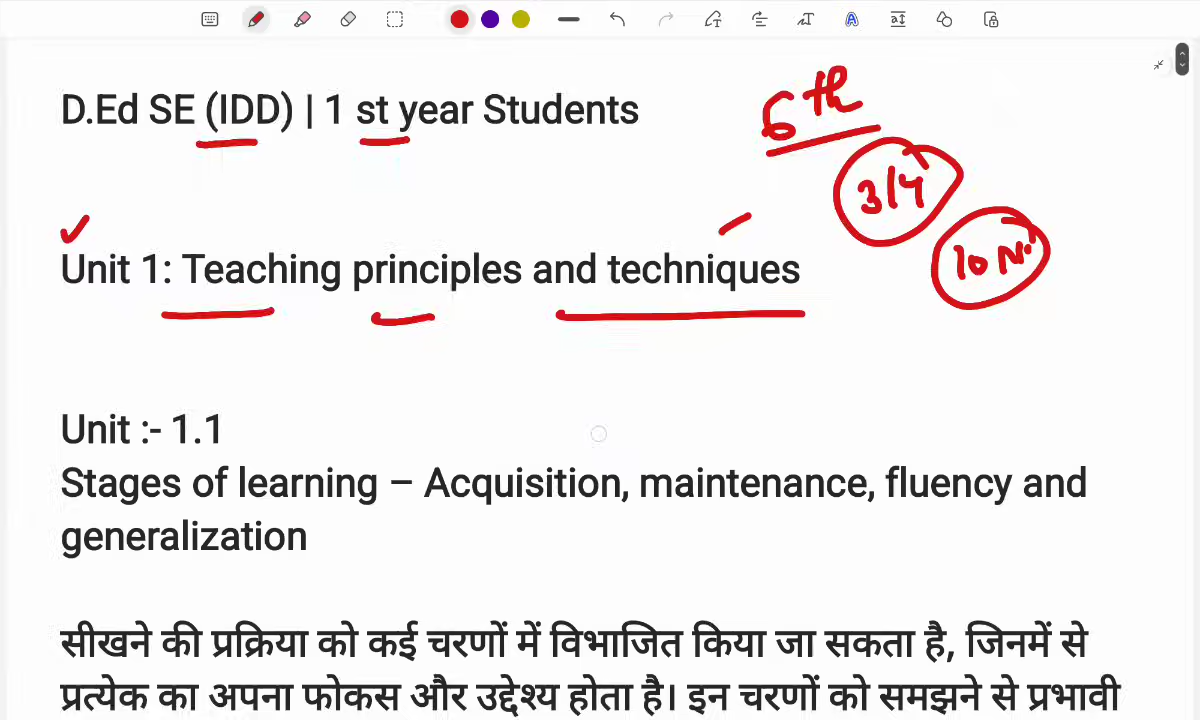 D.Ed SE (IDD) | 1 st year Students
6th
3/4
10 M.
Unit 1: Teaching principles and techniques
Unit :- 1.1
Stages of learning – Acquisition, maintenance, fluency and
generalization
सीखने की प्रक्रिया को कई चरणों में विभाजित किया जा सकता है, जिनमें से
प्रत्येक का अपना फोकस और उद्देश्य होता है। इन चरणों को समझने से प्रभावी